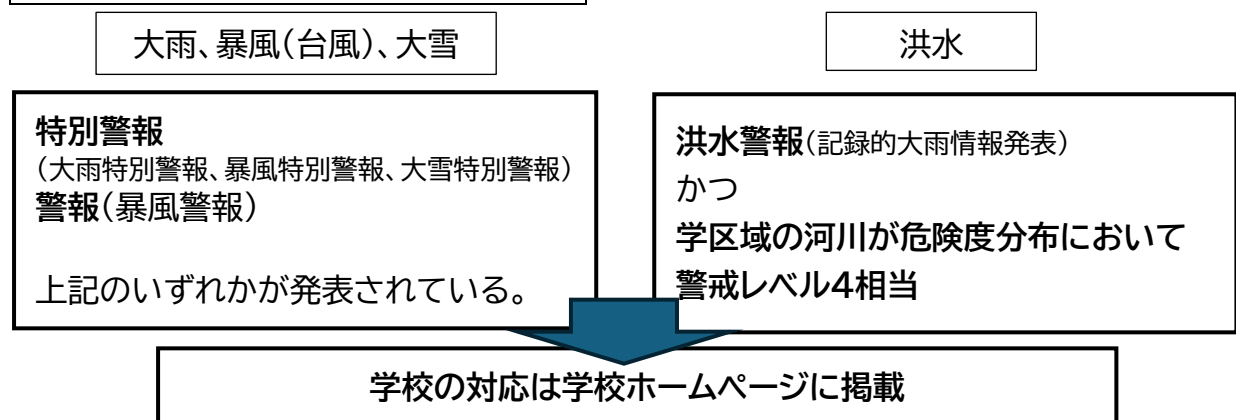 大雨、暴風(台風)、大雪
洪水
特別警報
(大雨特別警報、暴風特別警報、大雪特別警報)
警報(暴風警報)
上記のいずれかが発表されている。
洪水警報(記録的大雨情報発表)
かつ
学区域の河川が危険度分布において
警戒レベル4相当
学校の対応は学校ホームページに掲載